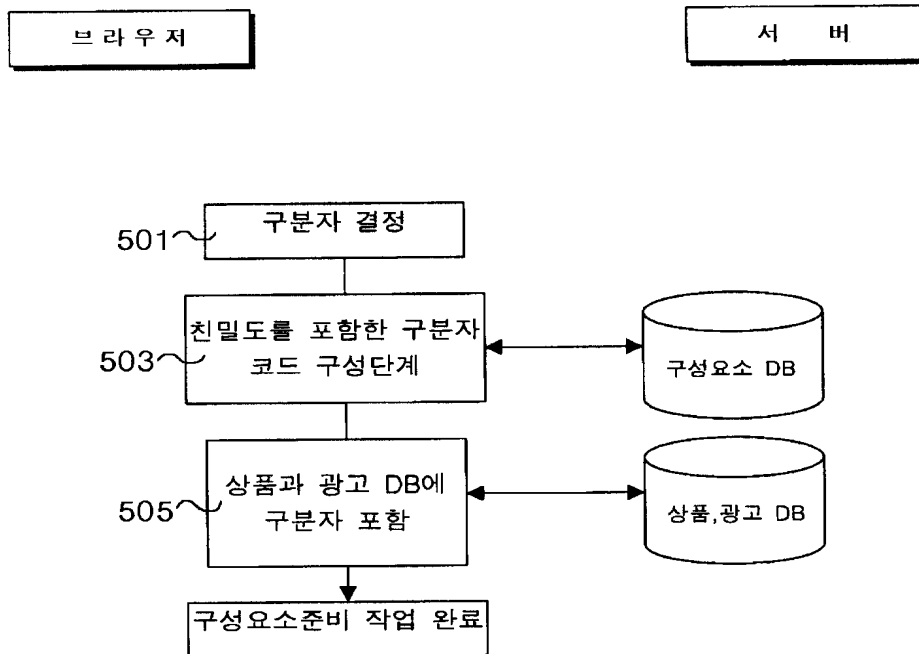 브 라 우 저
서 버
501
구분자 결정
503
친밀도를 포함한 구분자
코드 구성단계
구성요소 DB
505
상품과 광고 DB에
구분자 포함
상품,광고 DB
구성요소준비 작업 완료